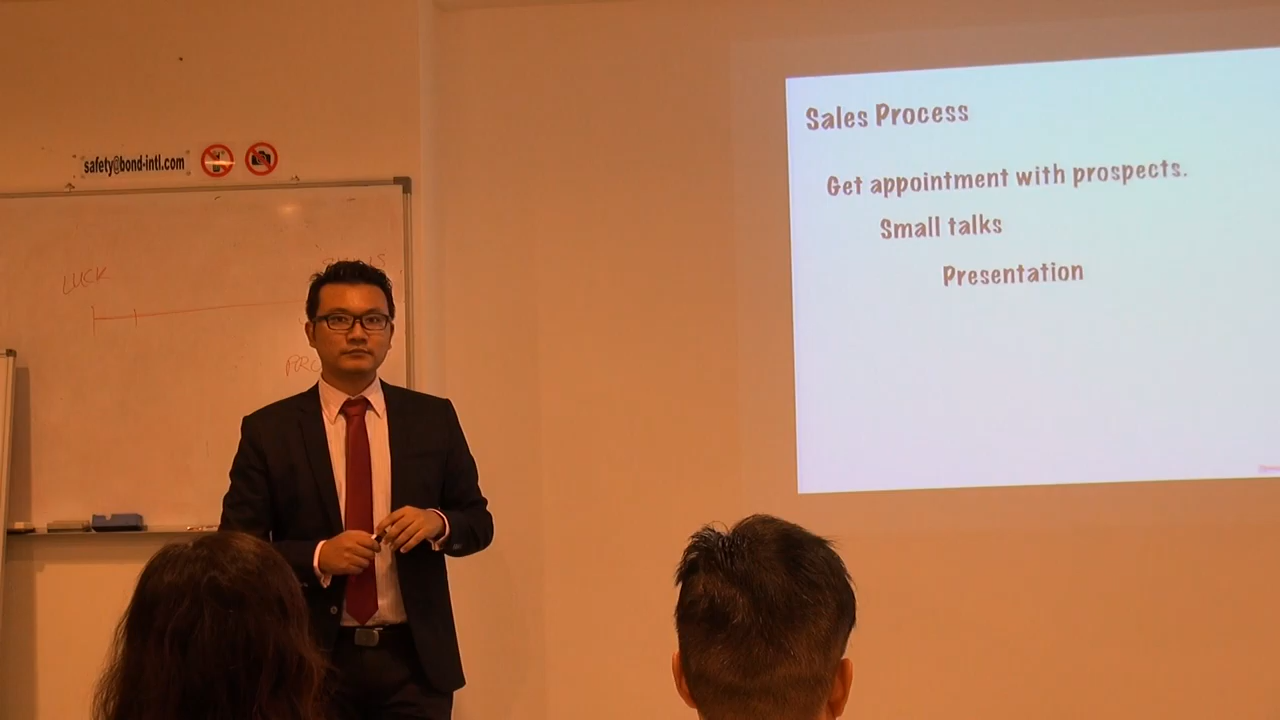 safety@bond-intl.com
LUCK
Sales Process
Get appointment with prospects.
Small talks
Presentation